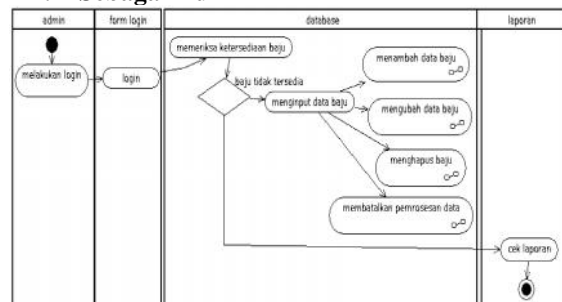 admin
form login
database
laporan
melakukan login
login
memeriksa ketersediaan baju
baju tidak tersedia
menginput data baju
menambah data baju
mengubah data baju
menghapus baju
membatalkan pemrosesan data
cek laporan